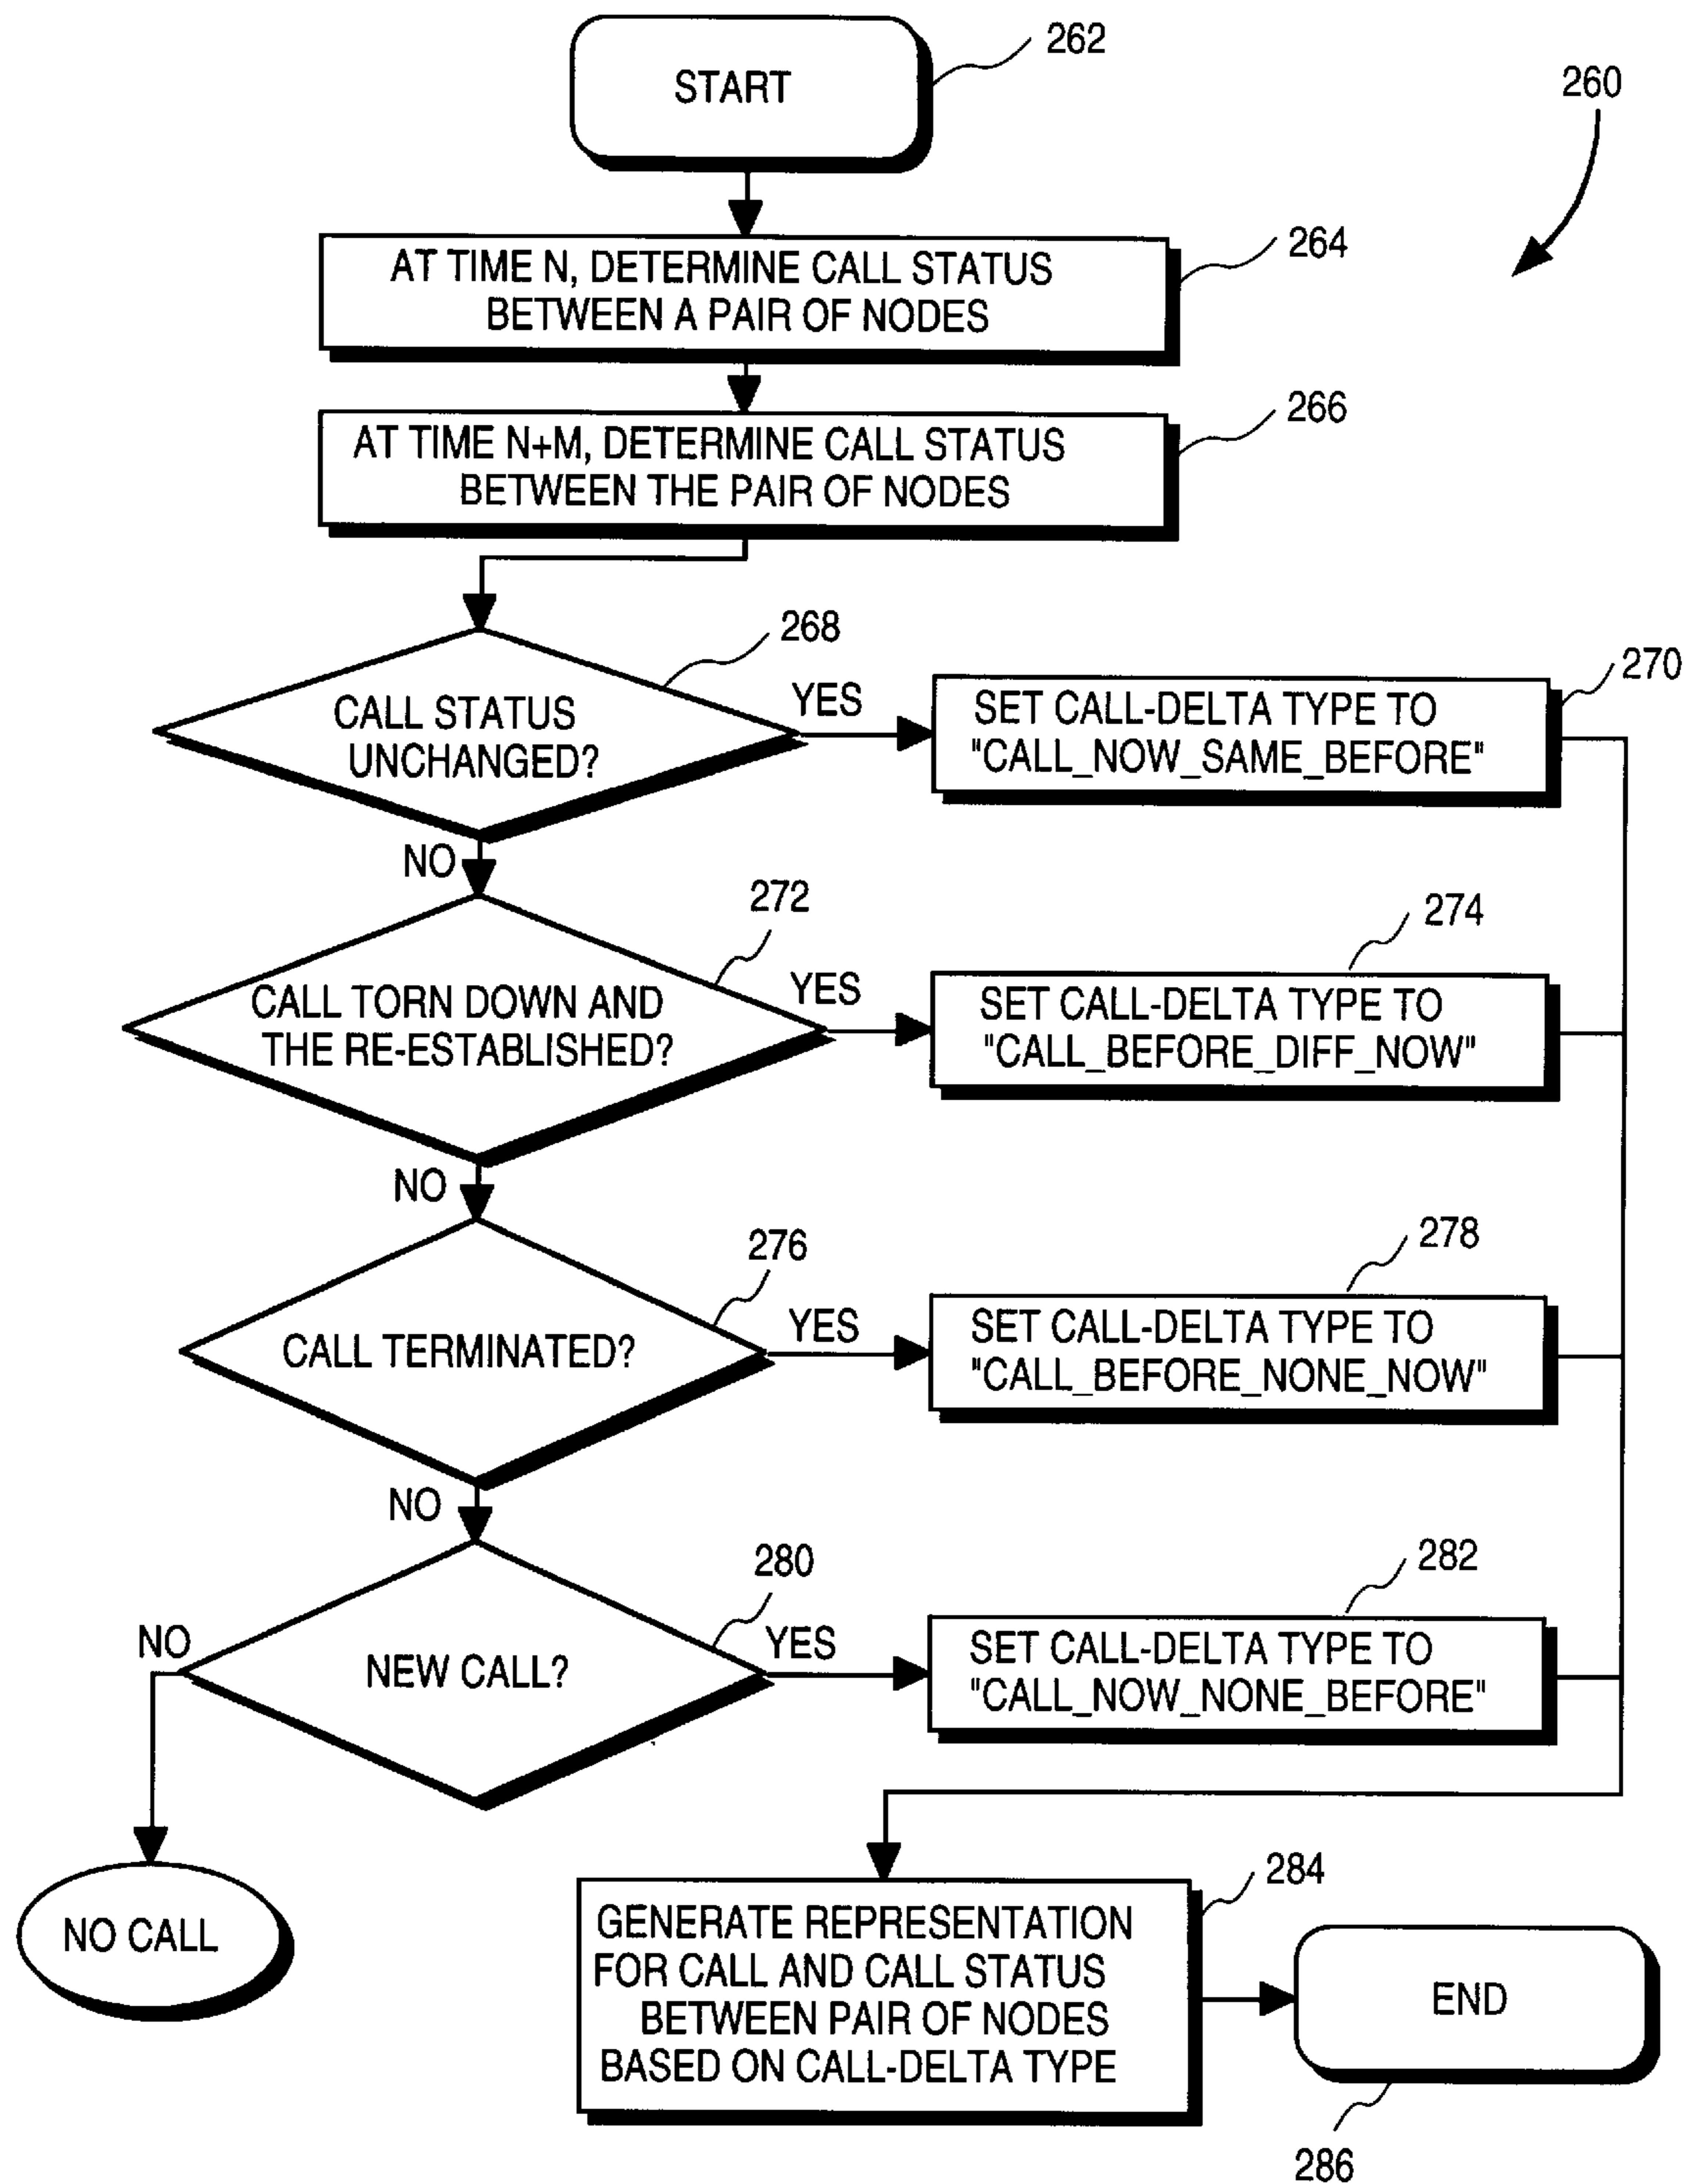 START
262
260
AT TIME N, DETERMINE CALL STATUS
BETWEEN A PAIR OF NODES
264
AT TIME N+M, DETERMINE CALL STATUS
BETWEEN THE PAIR OF NODES
266
CALL STATUS
UNCHANGED?
268
YES
SET CALL-DELTA TYPE TO
"CALL_NOW_SAME_BEFORE"
270
NO
CALL TORN DOWN AND
THE RE-ESTABLISHED?
272
YES
SET CALL-DELTA TYPE TO
"CALL_BEFORE_DIFF_NOW"
274
NO
CALL TERMINATED?
276
YES
SET CALL-DELTA TYPE TO
"CALL_BEFORE_NONE_NOW"
278
NO
NEW CALL?
280
YES
SET CALL-DELTA TYPE TO
"CALL_NOW_NONE_BEFORE"
282
NO
NO CALL
GENERATE REPRESENTATION
FOR CALL AND CALL STATUS
BETWEEN PAIR OF NODES
BASED ON CALL-DELTA TYPE
284
END
286